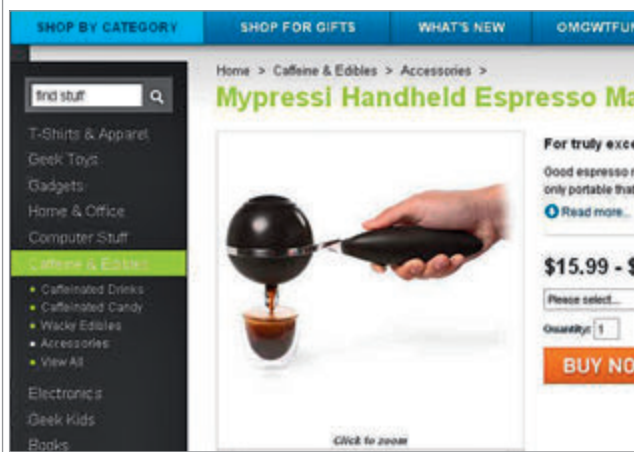 SHOP BY CATEGORY
SHOP FOR GIFTS
WHAT'S NEW
OMGWTFUN
find stuff
T-Shirts & Apparel
Geek Toys
Gadgets
Home & Office
Computer Stuff
Caffeine & Edibles
Caffeinated Drinks
Caffeinated Candy
Wacky Edibles
Accessories
View All
Electronics
Geek Kids
Books
Home > Caffeine & Edibles > Accessories >
Mypressi Handheld Espresso Ma
Click to zoom
For truly exce
Good espresso
only portable that
Read more...
$15.99 - $
Please select...
Quantity: 1
BUY NO